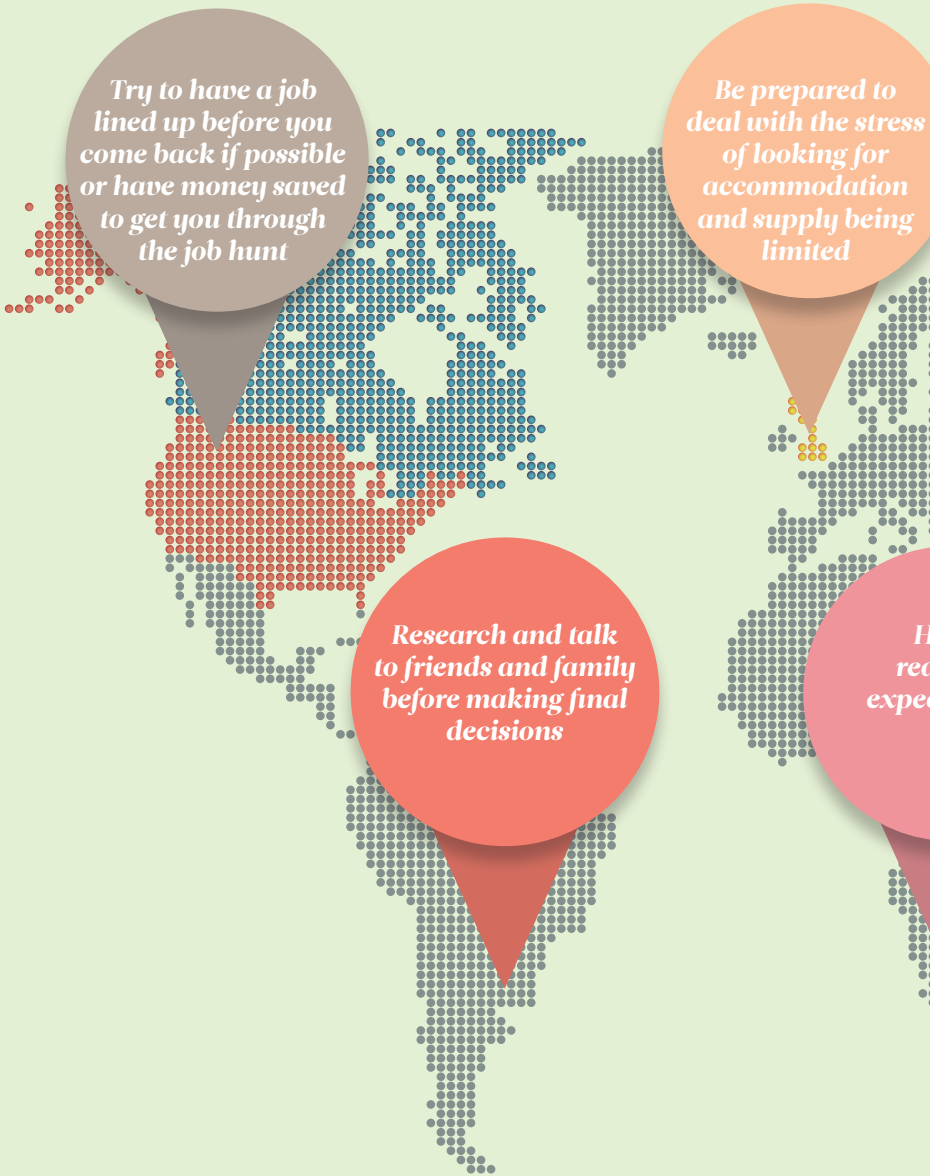 Try to have a job
lined up before you
come back if possible
or have money saved
to get you through
the job hunt
Be prepared to
deal with the stress
of looking for
accommodation
and supply being
limited
Research and talk
to friends and family
before making final
decisions